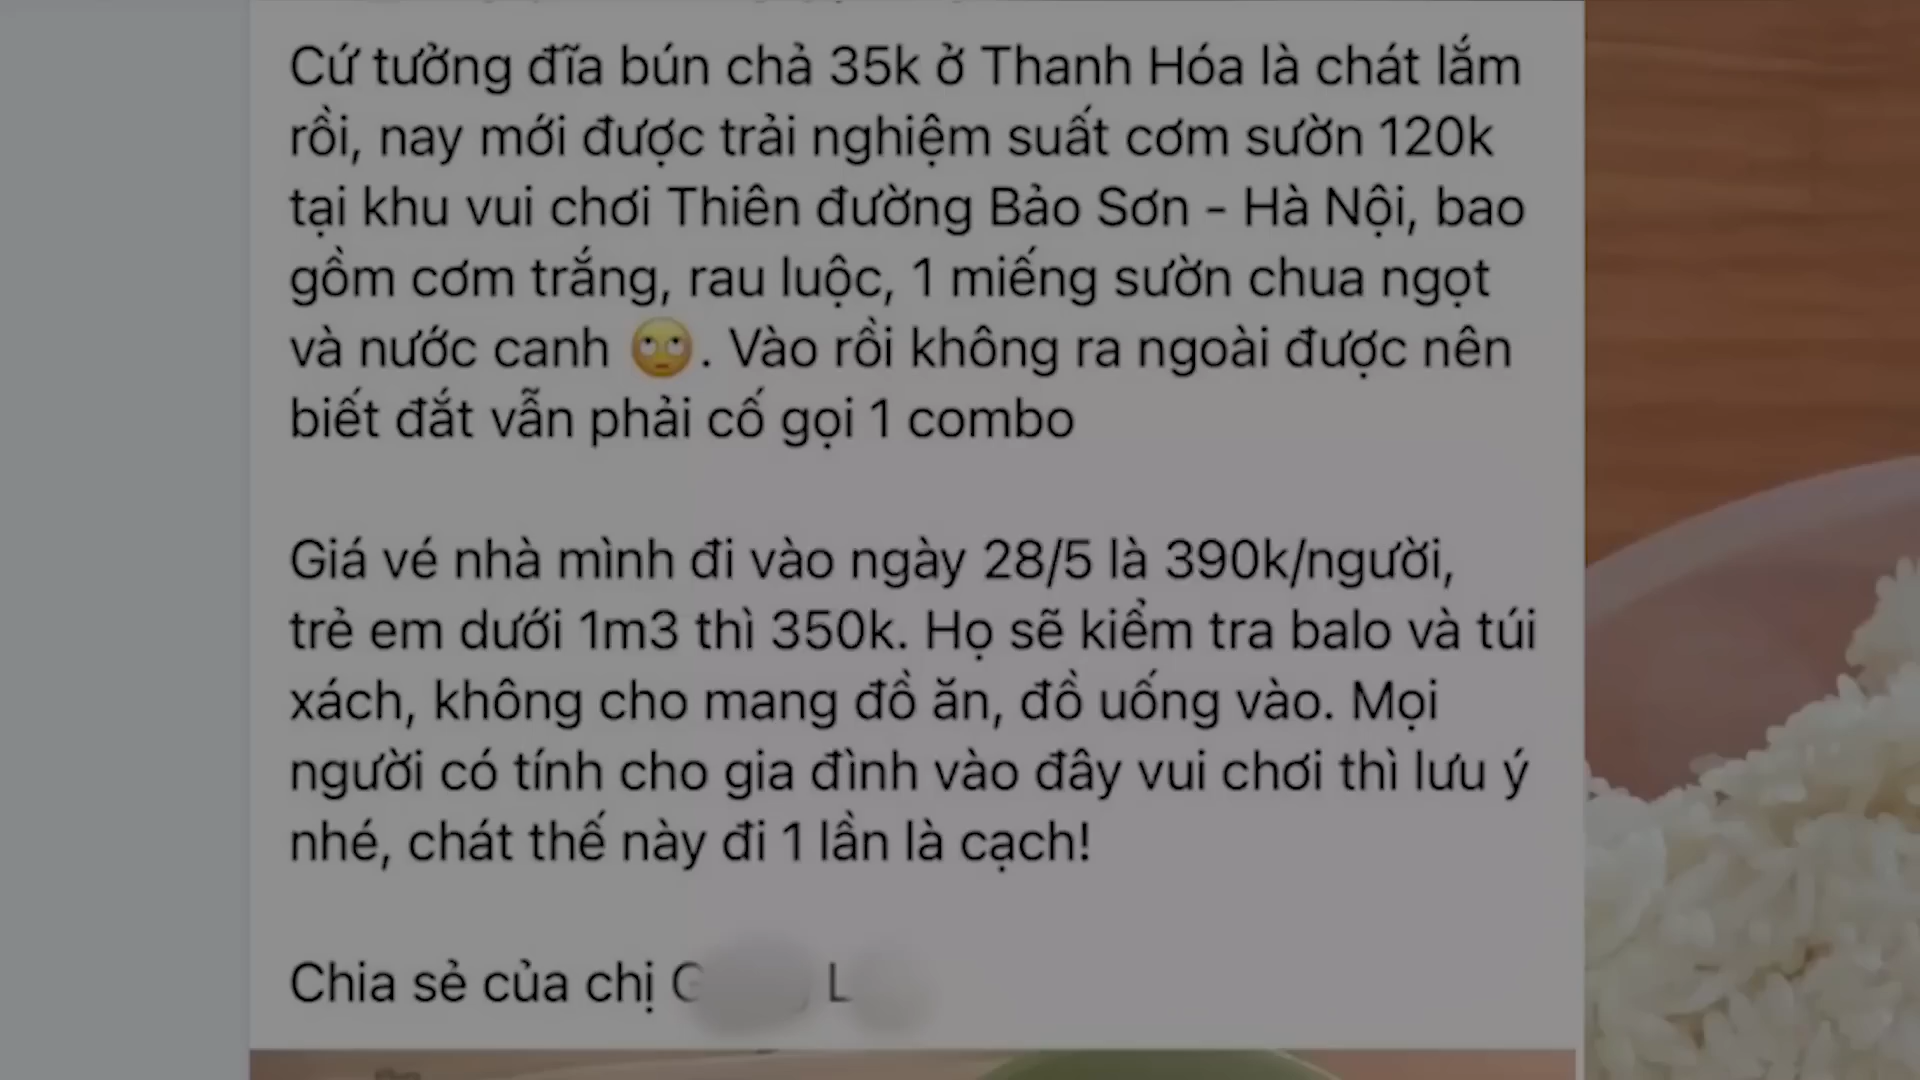 Cứ tưởng đĩa bún chả 35k ở Thanh Hóa là chát lắm
rồi, nay mới được trải nghiệm suất cơm sườn 120k
tại khu vui chơi Thiên đường Bảo Sơn - Hà Nội, bao
gồm cơm trắng, rau luộc, 1 miếng sườn chua ngọt
và nước canh 🙄. Vào rồi không ra ngoài được nên
biết đắt vẫn phải cố gọi 1 combo
Giá vé nhà mình đi vào ngày 28/5 là 390k/người,
trẻ em dưới 1m3 thì 350k. Họ sẽ kiểm tra balo và túi
xách, không cho mang đồ ăn, đồ uống vào. Mọi
người có tính cho gia đình vào đây vui chơi thì lưu ý
nhé, chát thế này đi 1 lần là cạch!
Chia sẻ của chị